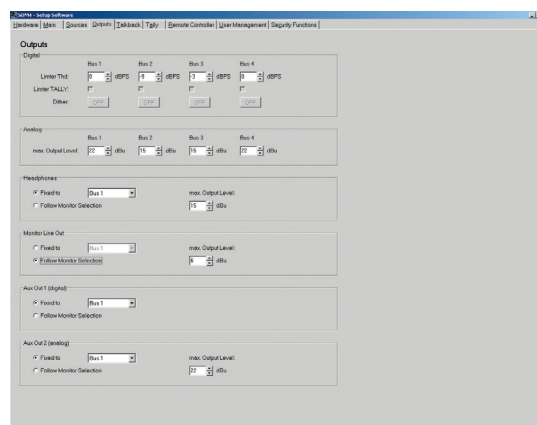 SOM4 - Setup Software
Hardware Main Sources Outputs Talkback Tally Remote Controller User Management Security Functions
Outputs
Digital
Bus 1 Bus 2 Bus 3 Bus 4
Limiter Thd: 0 dBFS -9 dBFS -3 dBFS 0 dBFS
Limiter TALLY:
Dither: OFF OFF OFF OFF
Analog
Bus 1 Bus 2 Bus 3 Bus 4
max. Output Level: 22 dBu 15 dBu 15 dBu 22 dBu
Headphones
Fixed to Bus 1 max. Output Level:
Follow Monitor Selection 15 dBu
Monitor Line Out
Fixed to Bus 1 max. Output Level:
Follow Monitor Selection 6 dBu
Aux Out 1 (digital)
Fixed to Bus 1
Follow Monitor Selection
Aux Out 2 (analog)
Fixed to Bus 1 max. Output Level:
Follow Monitor Selection 22 dBu